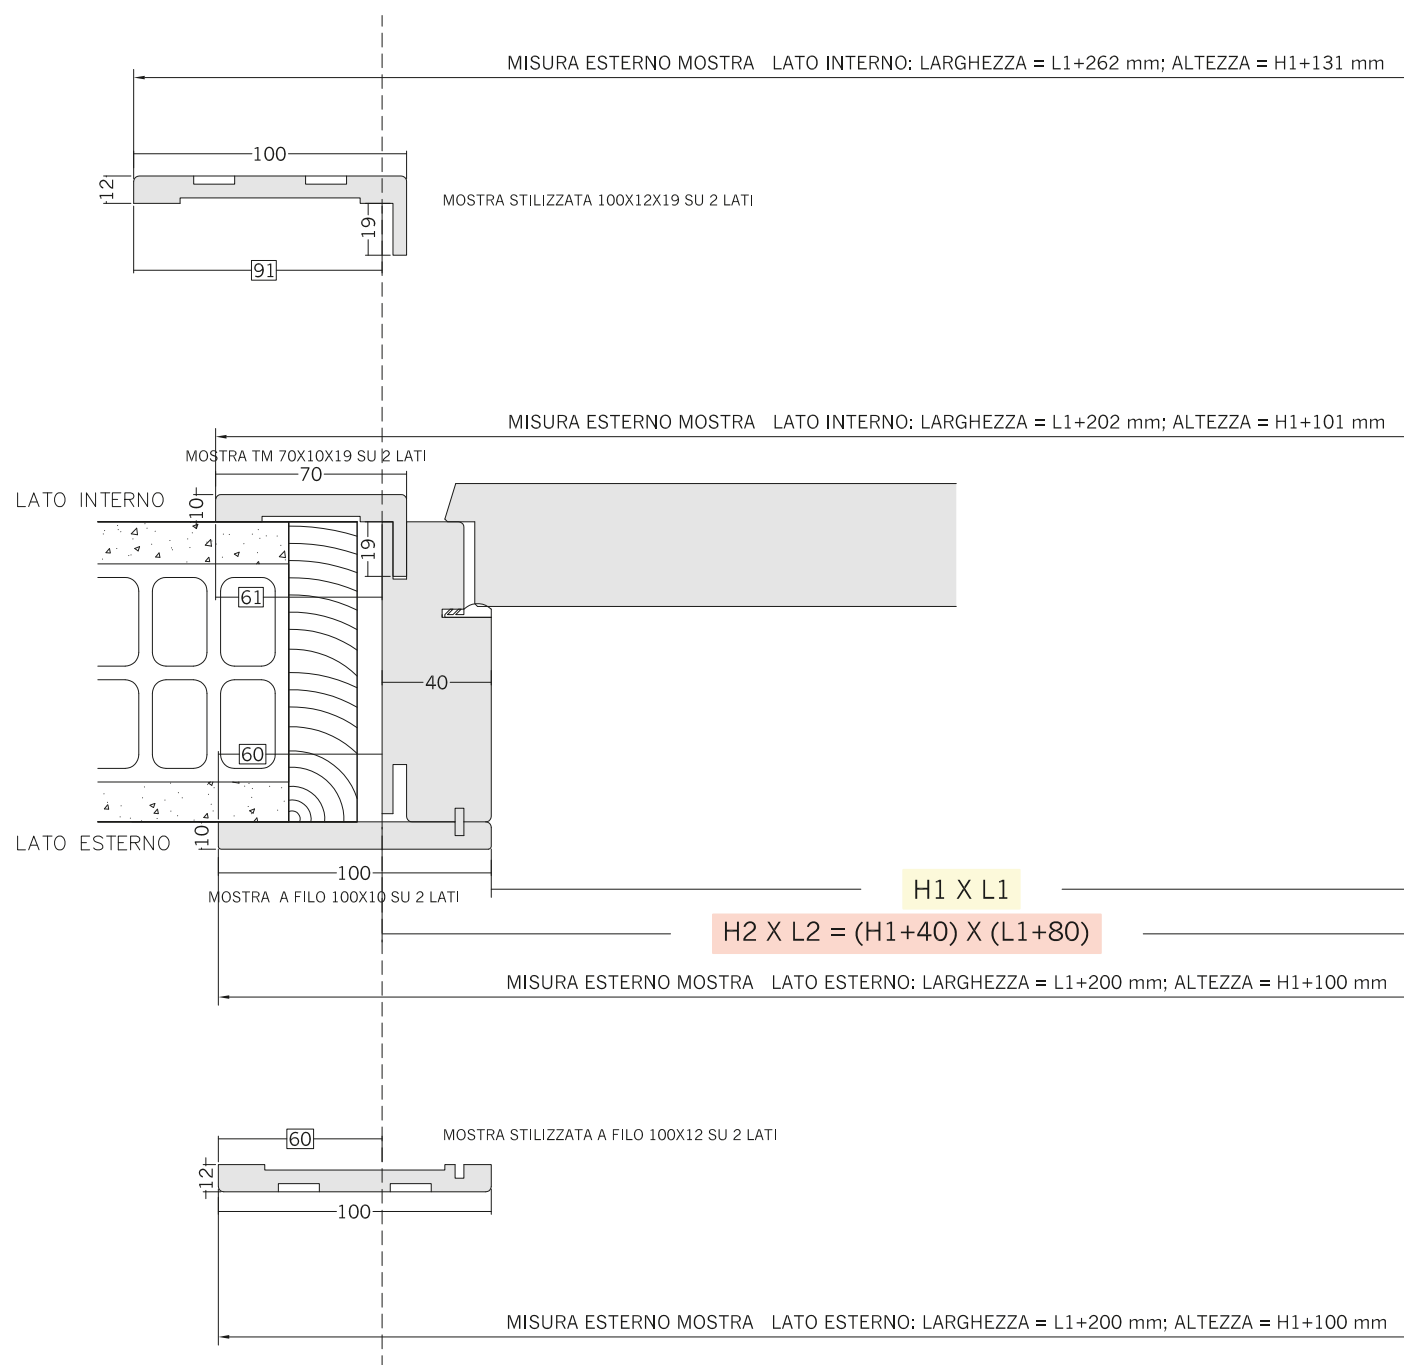 MISURA ESTERNO MOSTRA LATO INTERNO: LARGHEZZA = L1+262 mm; ALTEZZA = H1+131 mm
100
12
MOSTRA STILIZZATA 100X12X19 SU 2 LATI
19
91
MISURA ESTERNO MOSTRA LATO INTERNO: LARGHEZZA = L1+202 mm; ALTEZZA = H1+101 mm
MOSTRA TM 70X10X19 SU 2 LATI
70
LATO INTERNO
10
19
61
40
60
10
LATO ESTERNO
100
MOSTRA A FILO 100X10 SU 2 LATI
H1 X L1
H2 X L2 = (H1+40) X (L1+80)
MISURA ESTERNO MOSTRA LATO ESTERNO: LARGHEZZA = L1+200 mm; ALTEZZA = H1+100 mm
60
MOSTRA STILIZZATA A FILO 100X12 SU 2 LATI
12
100
MISURA ESTERNO MOSTRA LATO ESTERNO: LARGHEZZA = L1+200 mm; ALTEZZA = H1+100 mm